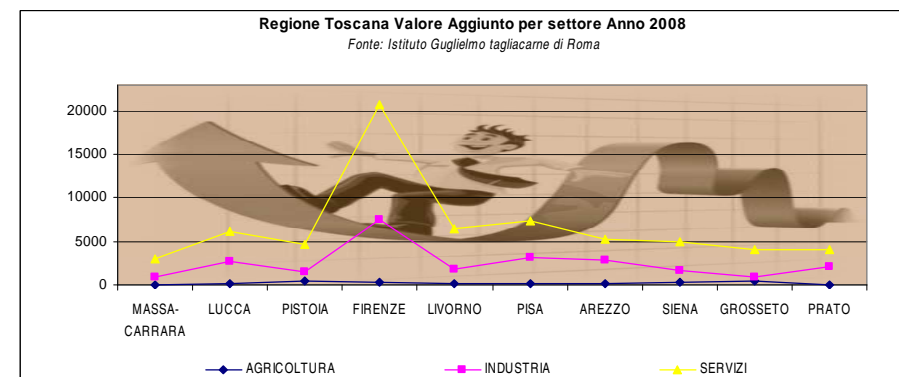 Regione Toscana Valore Aggiunto per settore Anno 2008
Fonte: Istituto Guglielmo tagliacarne di Roma
20000
15000
10000
5000
0
MASSA-CARRARA LUCCA PISTOIA FIRENZE LIVORNO PISA AREZZO SIENA GROSSETO PRATO
AGRICOLTURA INDUSTRIA SERVIZI